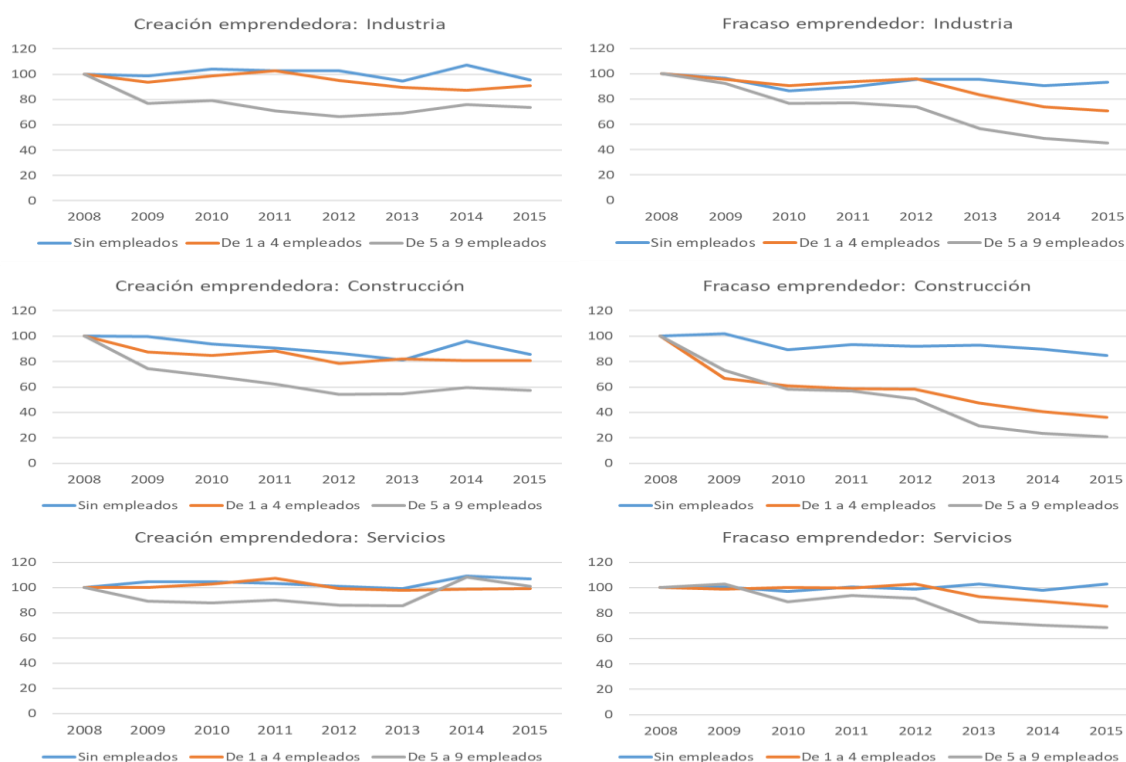 Creación emprendedora: Industria
120
100
80
60
40
20
0
2008 2009 2010 2011 2012 2013 2014 2015
Sin empleados De 1 a 4 empleados De 5 a 9 empleados
Fracaso emprendedor: Industria
120
100
80
60
40
20
0
2008 2009 2010 2011 2012 2013 2014 2015
Sin empleados De 1 a 4 empleados De 5 a 9 empleados
Creación emprendedora: Construcción
120
100
80
60
40
20
0
2008 2009 2010 2011 2012 2013 2014 2015
Sin empleados De 1 a 4 empleados De 5 a 9 empleados
Fracaso emprendedor: Construcción
120
100
80
60
40
20
0
2008 2009 2010 2011 2012 2013 2014 2015
Sin empleados De 1 a 4 empleados De 5 a 9 empleados
Creación emprendedora: Servicios
120
100
80
60
40
20
0
2008 2009 2010 2011 2012 2013 2014 2015
Sin empleados De 1 a 4 empleados De 5 a 9 empleados
Fracaso emprendedor: Servicios
120
100
80
60
40
20
0
2008 2009 2010 2011 2012 2013 2014 2015
Sin empleados De 1 a 4 empleados De 5 a 9 empleados